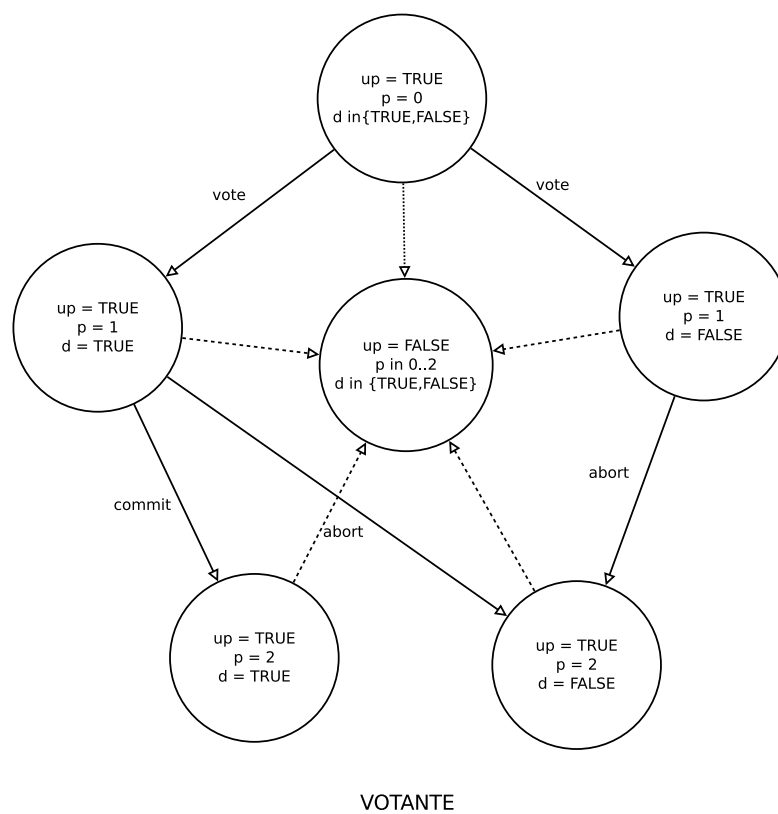 up = TRUE
p = 0
d in{TRUE,FALSE}
vote
vote
up = TRUE
p = 1
d = TRUE
up = FALSE
p in 0..2
d in {TRUE,FALSE}
up = TRUE
p = 1
d = FALSE
commit
abort
abort
up = TRUE
p = 2
d = TRUE
up = TRUE
p = 2
d = FALSE
VOTANTE